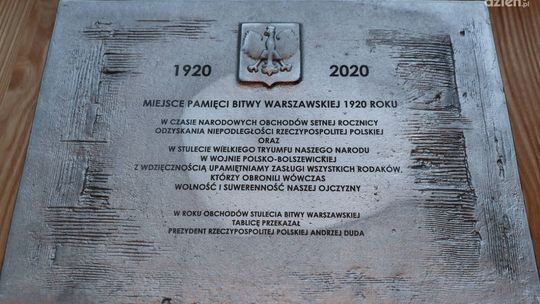 dzien.pl
1920 2020
MIEJSCE PAMIĘCI BITWY WARSZAWSKIEJ 1920 ROKU
W CZASIE NARODOWYCH OBCHODÓW SETNEJ ROCZNICY
ODZYSKANIA NIEPODLEGŁOŚCI RZECZYPOSPOLITEJ POLSKIEJ
ORAZ
W STULECIE WIELKIEGO TRYUMFU NASZEGO NARODU
W WOJNIE POLSKO-BOLSZEWICKIEJ
Z WDZIĘCZNOŚCIĄ UPAMIĘTNIAMY ZASŁUGI WSZYSTKICH RODAKÓW,
KTÓRZY OBRONILI WÓWCZAS
WOLNOŚĆ I SUWERENNOŚĆ NASZEJ OJCZYZNY
W ROKU OBCHODÓW STULECIA BITWY WARSZAWSKIEJ
TABLICĘ PRZEKAZAŁ
PREZYDENT RZECZYPOSPOLITEJ POLSKIEJ ANDRZEJ DUDA